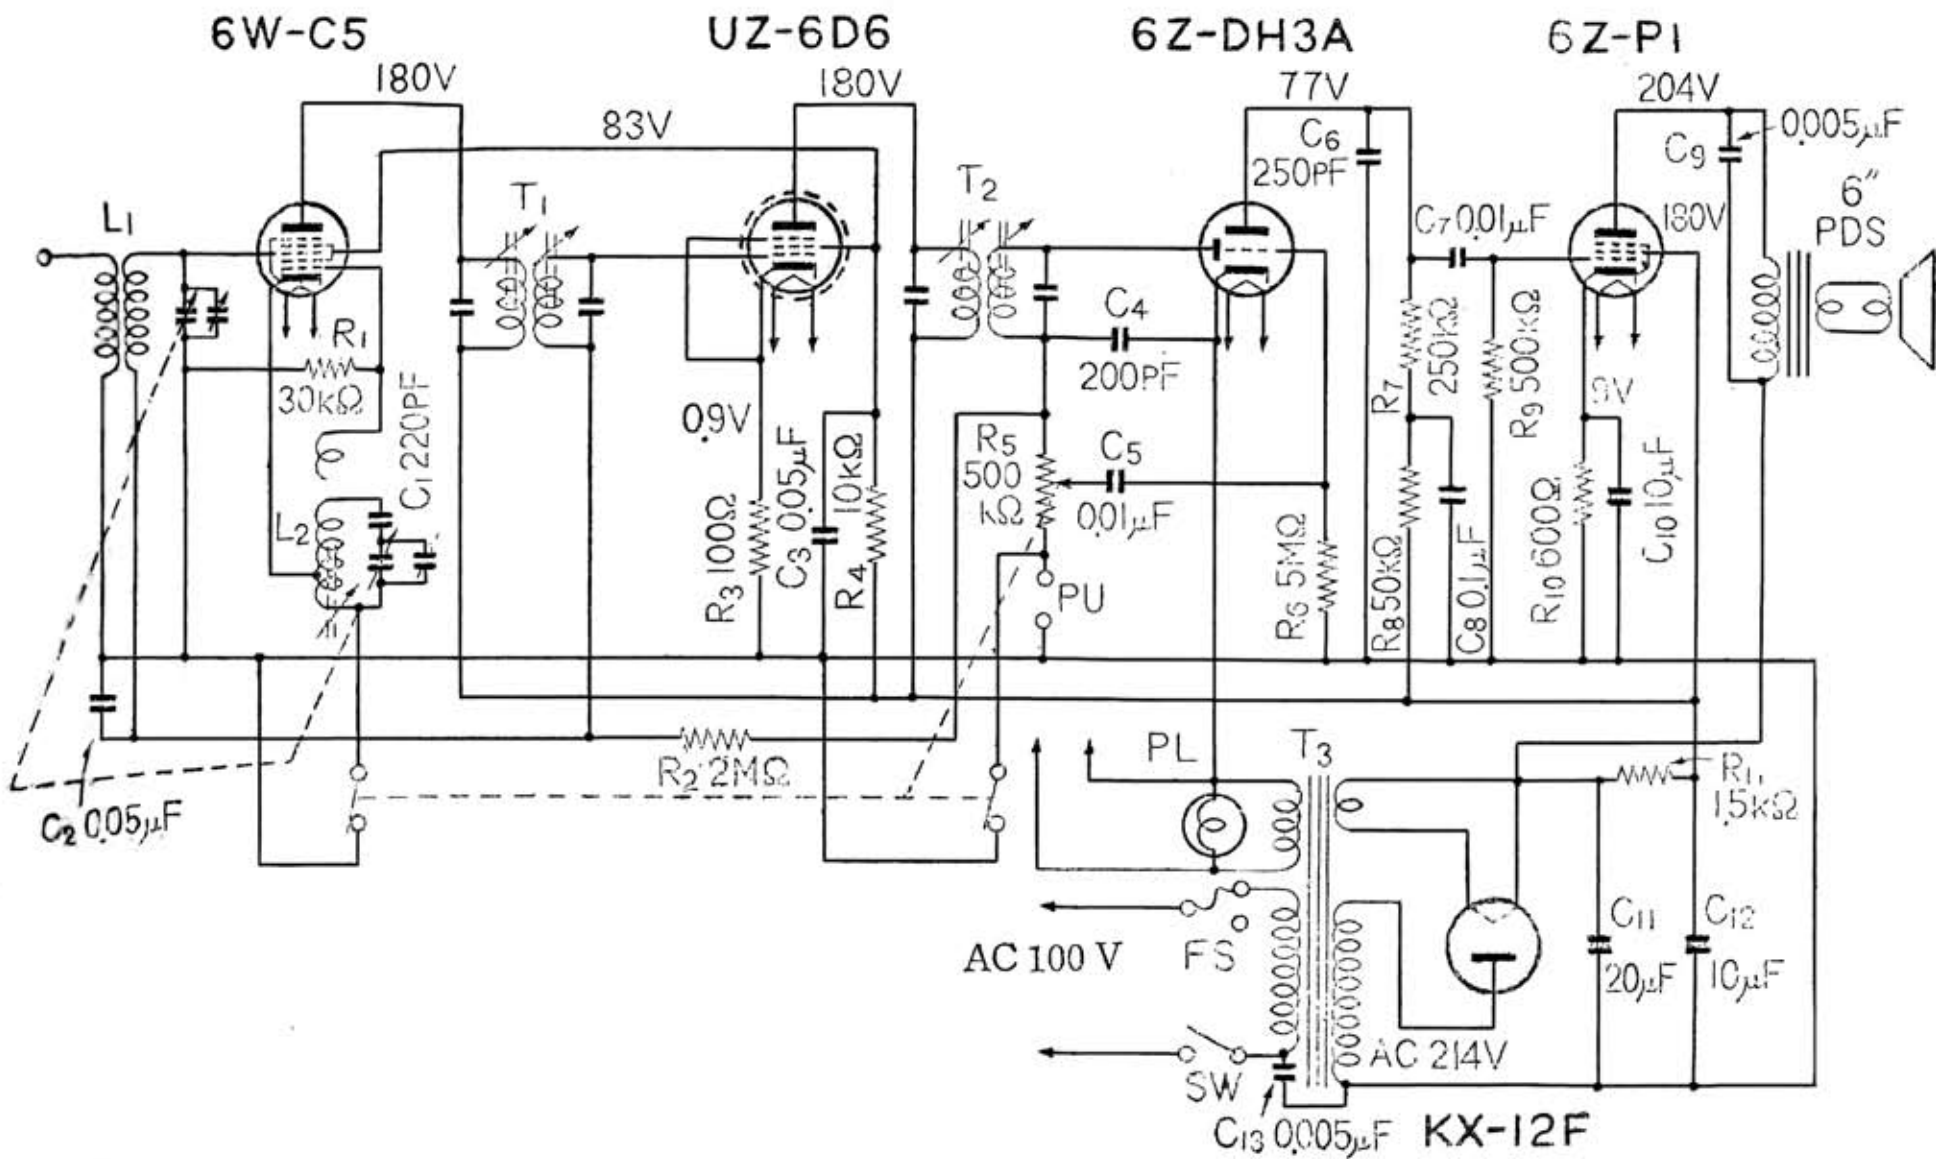 6W-C5
UZ-6D6
6Z-DH3A
6Z-P1
180V
83V
180V
77V
204V
L1
T1
T2
C6
250PF
C9
0.005μF
6"
PDS
C7 0.01μF
180V
R1
30kΩ
C1 220PF
L2
0.9V
R3 100Ω
C3 0.05μF
R4 10kΩ
C4
200PF
R5
500
kΩ
C5
0.01μF
PU
R6 5MΩ
R7 250kΩ
R8 50kΩ
C8 0.1μF
R9 500kΩ
9V
R10 600Ω
C10 10μF
C2 0.05μF
R2 2MΩ
PL
T3
R11
1.5kΩ
AC 100 V
FS
SW
C13 0.005μF
AC 214V
KX-12F
C11
20μF
C12
10μF